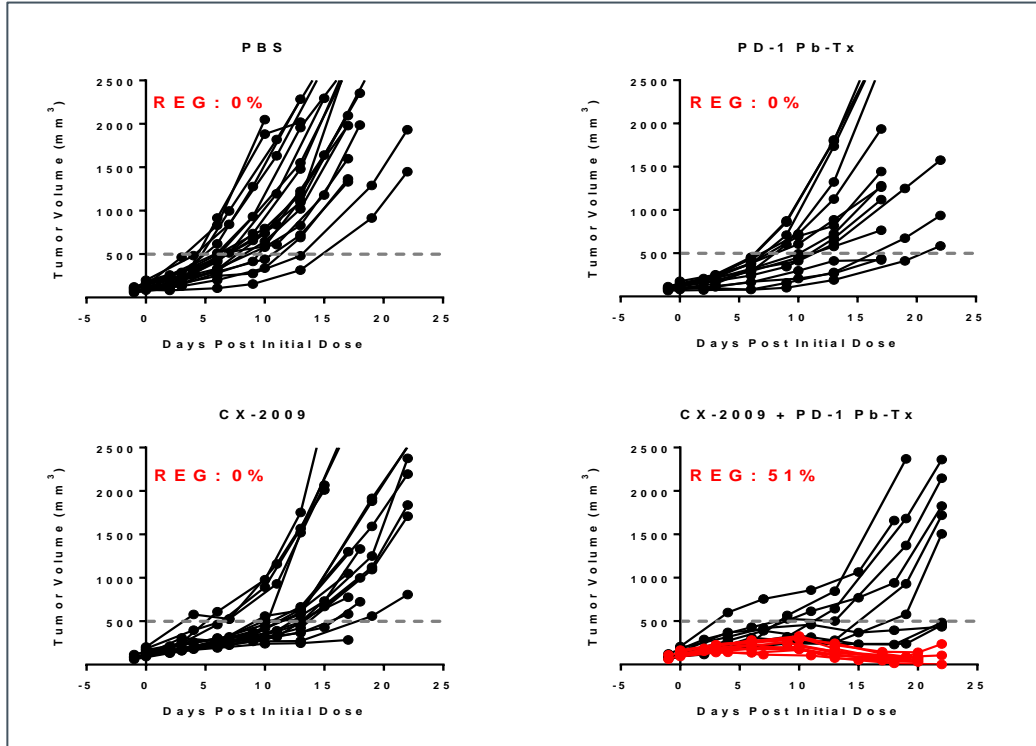 PBS
REG: 0%
Tumor Volume (mm3)
2500
2000
1500
1000
500
-5 0 5 10 15 20 25
Days Post Initial Dose
PD-1 Pb-Tx
REG: 0%
Tumor Volume (mm3)
2500
2000
1500
1000
500
-5 0 5 10 15 20 25
Days Post Initial Dose
CX-2009
REG: 0%
Tumor Volume (mm3)
2500
2000
1500
1000
500
-5 0 5 10 15 20 25
Days Post Initial Dose
CX-2009 + PD-1 Pb-Tx
REG: 51%
Tumor Volume (mm3)
2500
2000
1500
1000
500
-5 0 5 10 15 20 25
Days Post Initial Dose